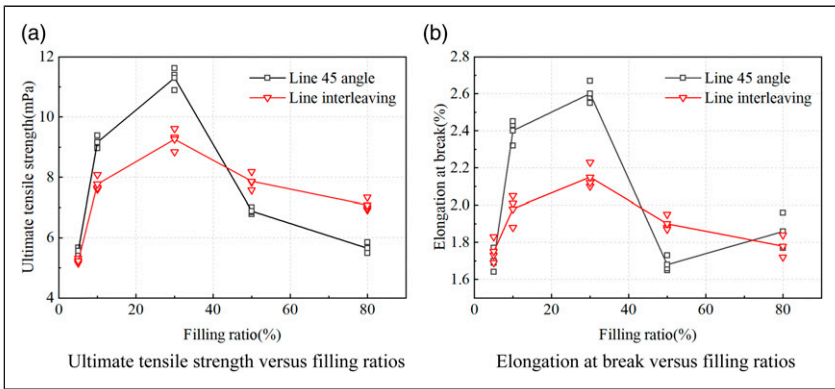 (a)
12
10
8
6
4
0
20
40
60
80
Ultimate tensile strength(mPa)
Filling ratio(%)
Line 45 angle
Line interleaving
Ultimate tensile strength versus filling ratios
(b)
2.8
2.6
2.4
2.2
2.0
1.8
1.6
0
20
40
60
80
Elongation at break(%)
Filling ratio(%)
Line 45 angle
Line interleaving
Elongation at break versus filling ratios